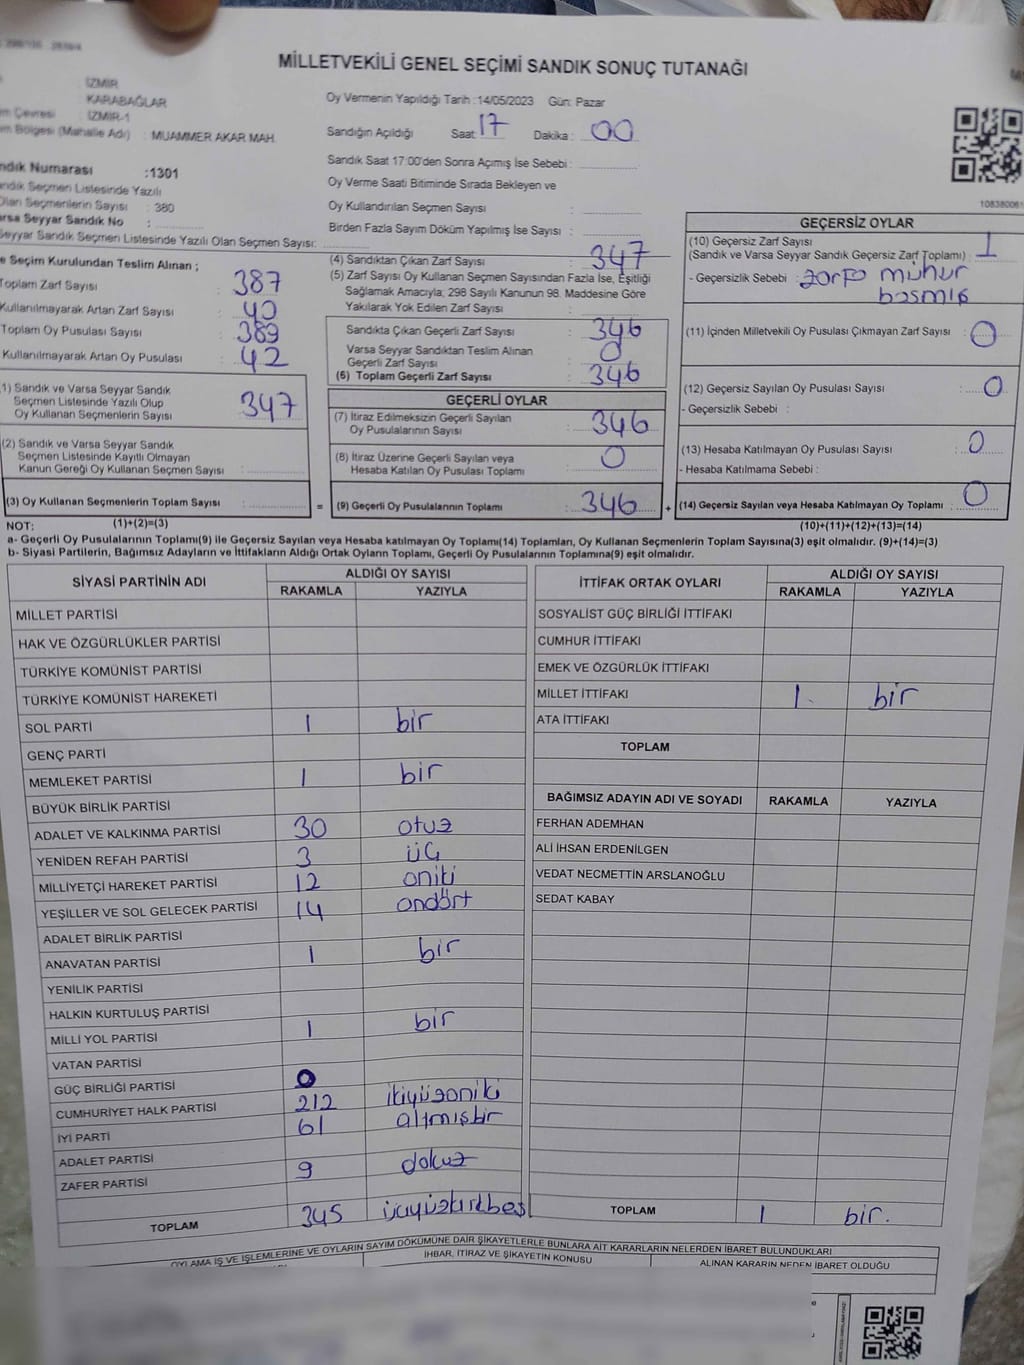 MİLLETVEKİLİ GENEL SEÇİMİ SANDIK SONUÇ TUTANAĞI
: İZMİR
: KARABAĞLAR
Çevresi : İZMİR-1
Bölgesi (Mahalle Adı) : MUAMMER AKAR MAH.
Sandık Numarası :1301
Sandık Seçmen Listesinde Yazılı
Olan Seçmenlerin Sayısı : 380
Varsa Seyyar Sandık No :
Seyyar Sandık Seçmen Listesinde Yazılı Olan Seçmen Sayısı:
Oy Vermenin Yapıldığı Tarih :14/05/2023 Gün: Pazar
Sandığın Açıldığı Saat: 17 Dakika : 00
Sandık Saat 17:00'den Sonra Açımış İse Sebebi :
Oy Verme Saati Bitiminde Sırada Bekleyen ve
Oy Kullandırılan Seçmen Sayısı :
Birden Fazla Sayım Döküm Yapılmış İse Sayısı :
Seçim Kurulundan Teslim Alınan ;
Toplam Zarf Sayısı : 387
Kullanılmayarak Artan Zarf Sayısı : 40
Toplam Oy Pusulası Sayısı : 389
Kullanılmayarak Artan Oy Pusulası : 42
(1) Sandık ve Varsa Seyyar Sandık
Seçmen Listesinde Yazılı Olup
Oy Kullanan Seçmenlerin Sayısı : 347
(2) Sandık ve Varsa Seyyar Sandık
Seçmen Listesinde Kayıtlı Olmayan
Kanun Gereği Oy Kullanan Seçmen Sayısı :
(3) Oy Kullanan Seçmenlerin Toplam Sayısı :
(4) Sandıktan Çıkan Zarf Sayısı : 347
(5) Zarf Sayısı Oy Kullanan Seçmen Sayısından Fazla İse, Eşitliği
Sağlamak Amacıyla, 298 Sayılı Kanunun 98. Maddesine Göre
Yakılarak Yok Edilen Zarf Sayısı :
Sandıkta Çıkan Geçerli Zarf Sayısı : 346
Varsa Seyyar Sandıktan Teslim Alınan
Geçerli Zarf Sayısı : 0
(6) Toplam Geçerli Zarf Sayısı : 346
GEÇERLİ OYLAR
(7) İtiraz Edilmeksizin Geçerli Sayılan
Oy Pusulalarının Sayısı : 346
(8) İtiraz Üzerine Geçerli Sayılan veya
Hesaba Katılan Oy Pusulası Toplamı : 0
= (9) Geçerli Oy Pusulalarının Toplamı : 346 +
108380061
GEÇERSİZ OYLAR
(10) Geçersiz Zarf Sayısı
(Sandık ve Varsa Seyyar Sandık Geçersiz Zarf Toplamı) : 1
- Geçersizlik Sebebi : zarfa mühür
basmış
(11) İçinden Milletvekili Oy Pusulası Çıkmayan Zarf Sayısı : 0
(12) Geçersiz Sayılan Oy Pusulası Sayısı : 0
- Geçersizlik Sebebi :
(13) Hesaba Katılmayan Oy Pusulası Sayısı : 0
- Hesaba Katılmama Sebebi :
(14) Geçersiz Sayılan veya Hesaba Katılmayan Oy Toplamı : 0
NOT: (1)+(2)=(3) (10)+(11)+(12)+(13)=(14)
a- Geçerli Oy Pusulalarının Toplamı(9) ile Geçersiz Sayılan veya Hesaba katılmayan Oy Toplamı(14) Toplamları, Oy Kullanan Seçmenlerin Toplam Sayısına(3) eşit olmalıdır. (9)+(14)=(3)
b- Siyasi Partilerin, Bağımsız Adayların ve İttifakların Aldığı Ortak Oyların Toplamı, Geçerli Oy Pusulalarının Toplamına(9) eşit olmalıdır.
SİYASİ PARTİNİN ADI ALDIĞI OY SAYISI
RAKAMLA YAZIYLA
MİLLET PARTİSİ
HAK VE ÖZGÜRLÜKLER PARTİSİ
TÜRKİYE KOMÜNİST PARTİSİ
TÜRKİYE KOMÜNİST HAREKETİ
SOL PARTİ 1 bir
GENÇ PARTİ
MEMLEKET PARTİSİ 1 bir
BÜYÜK BİRLİK PARTİSİ
ADALET VE KALKINMA PARTİSİ 30 otuz
YENİDEN REFAH PARTİSİ 3 üç
MİLLİYETÇİ HAREKET PARTİSİ 12 oniki
YEŞİLLER VE SOL GELECEK PARTİSİ 14 ondört
ADALET BİRLİK PARTİSİ
ANAVATAN PARTİSİ 1 bir
YENİLİK PARTİSİ
HALKIN KURTULUŞ PARTİSİ
MİLLİ YOL PARTİSİ 1 bir
VATAN PARTİSİ
GÜÇ BİRLİĞİ PARTİSİ 0
CUMHURİYET HALK PARTİSİ 212 ikiyüzoniki
İYİ PARTİ 61 altmışbir
ADALET PARTİSİ
ZAFER PARTİSİ 9 dokuz
TOPLAM 345 üçyüzkırkbeş
İTTİFAK ORTAK OYLARI ALDIĞI OY SAYISI
RAKAMLA YAZIYLA
SOSYALİST GÜÇ BİRLİĞİ İTTİFAKI
CUMHUR İTTİFAKI
EMEK VE ÖZGÜRLÜK İTTİFAKI
MİLLET İTTİFAKI 1. bir
ATA İTTİFAKI
TOPLAM
BAĞIMSIZ ADAYIN ADI VE SOYADI RAKAMLA YAZIYLA
FERHAN ADEMHAN
ALİ İHSAN ERDENİLGEN
VEDAT NECMETTİN ARSLANOĞLU
SEDAT KABAY
TOPLAM 1 bir.
OYLAMA İŞ VE İŞLEMLERİNE VE OYLARIN SAYIM DÖKÜMÜNE DAİR ŞİKAYETLERLE BUNLARA AİT KARARLARIN NELERDEN İBARET BULUNDUKLARI
İHBAR, İTİRAZ VE ŞİKAYETİN KONUSU ALINAN KARARIN NEDEN İBARET OLDUĞU